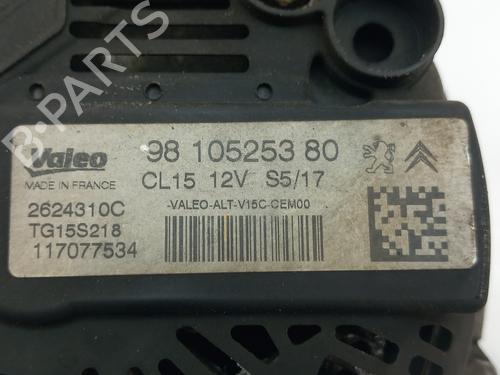 B-PARTS
Valeo
MADE IN FRANCE
98 105253 80
CL15 12V S5/17
2624310C
-VALEO-ALT-V15C-CEM00
TG15S218
117077534